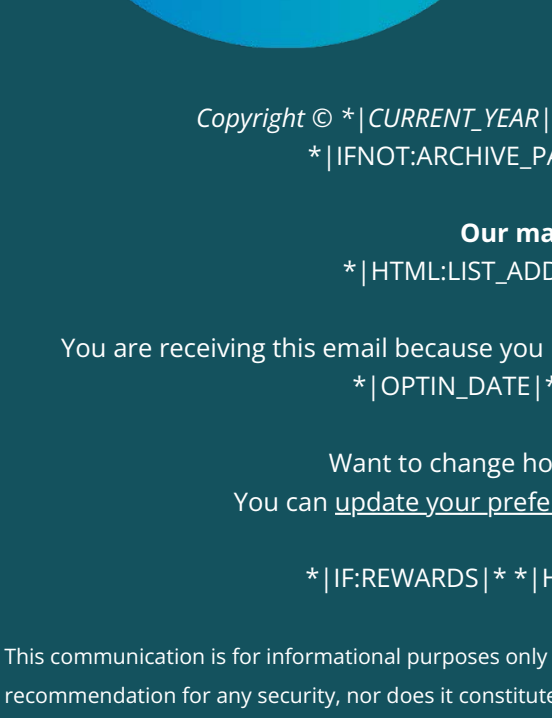 Copyright © *|CURRENT_YEAR|
*|IFNOT:ARCHIVE_PA
Our ma
*|HTML:LIST_ADD
You are receiving this email because you
*|OPTIN_DATE|*
Want to change ho
You can update your prefe
*|IF:REWARDS|* *|H
This communication is for informational purposes only
recommendation for any security, nor does it constitute